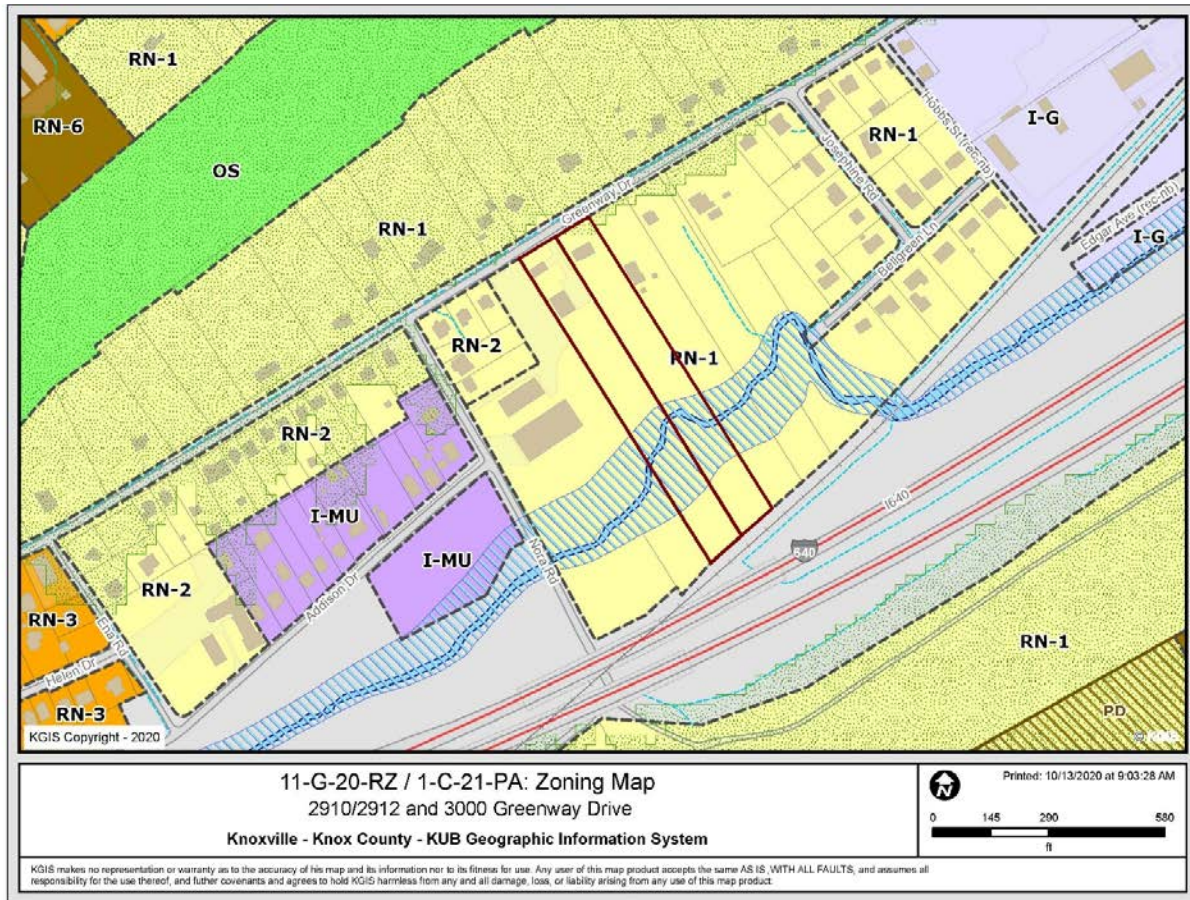 RN-1
RN-6
OS
RN-1
Greenway Dr
Josephine Rd
RN-1
Hobbs St (rec-nb)
I-G
Edgar Ave (rec-nb)
I-G
Bellgreen Ln
RN-2
RN-1
RN-2
I-MU
I-MU
Addison Dr
Nora Rd
I640
640
RN-2
Ena Rd
RN-3
Helen Dr
RN-3
RN-1
PD
KGIS Copyright - 2020
© KGIS
11-G-20-RZ / 1-C-21-PA: Zoning Map
2910/2912 and 3000 Greenway Drive
Knoxville - Knox County - KUB Geographic Information System
N
Printed: 10/13/2020 at 9:03:28 AM
0 145 290 580
ft
KGIS makes no representation or warranty as to the accuracy of his map and its information nor to its fitness for use. Any user of this map product accepts the same AS IS ,WITH ALL FAULTS, and assumes all
responsibility for the use thereof, and futher covenants and agrees to hold KGIS harmless from any and all damage, loss, or liability arising from any use of this map product.